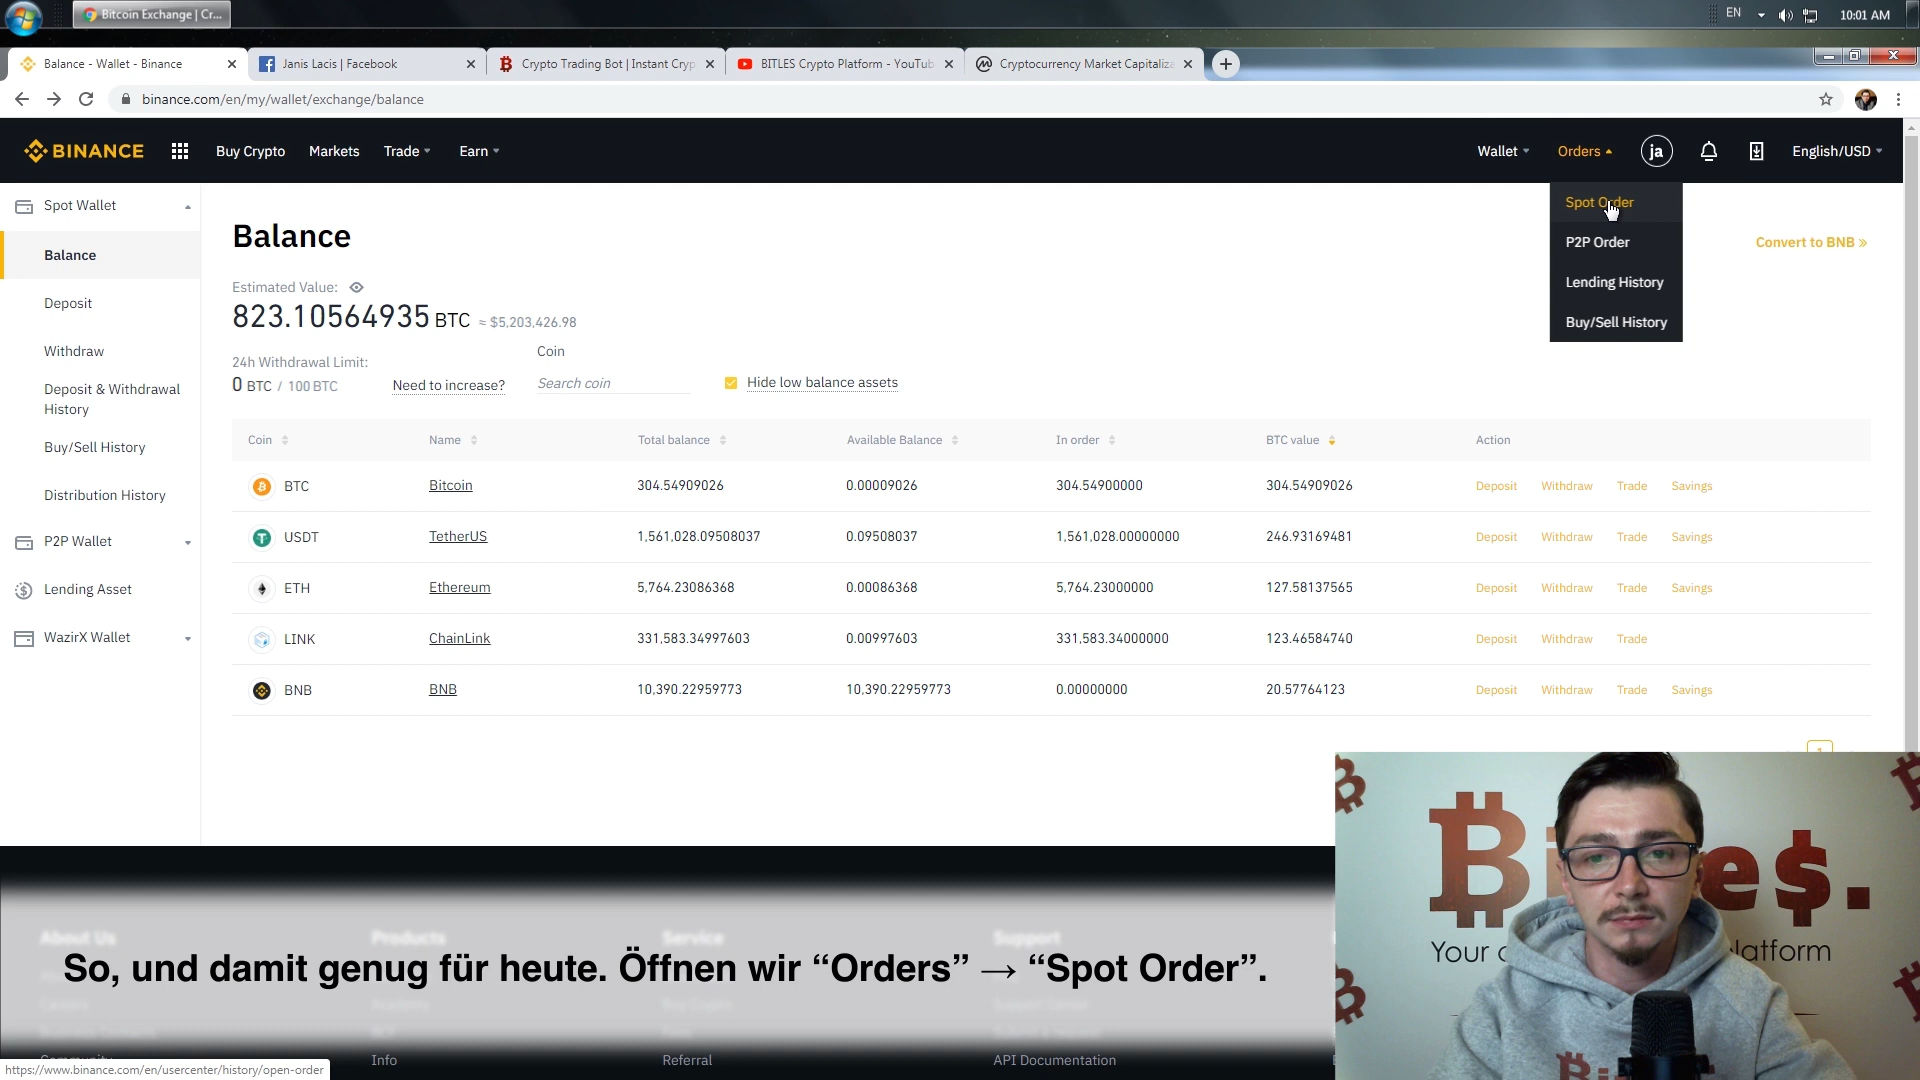 Bitcoin Exchange | Cr...
EN
10:01 AM
Balance - Wallet - Binance
Janis Lacis | Facebook
Crypto Trading Bot | Instant Cryp
BITLES Crypto Platform - YouTub
Cryptocurrency Market Capitaliza
binance.com/en/my/wallet/exchange/balance
BINANCE
Buy Crypto
Markets
Trade
Earn
Wallet
Orders
ja
English/USD
Spot Wallet
Balance
Deposit
Withdraw
Deposit & Withdrawal
History
Buy/Sell History
Distribution History
P2P Wallet
Lending Asset
WazirX Wallet
Spot Order
P2P Order
Lending History
Buy/Sell History
Balance
Convert to BNB »
Estimated Value:
823.10564935 BTC ≈ $5,203,426.98
24h Withdrawal Limit:
0 BTC / 100 BTC
Need to increase?
Coin
Search coin
Hide low balance assets
Coin Name Total balance Available Balance In order BTC value Action
BTC Bitcoin 304.54909026 0.00009026 304.54900000 304.54909026 Deposit Withdraw Trade Savings
USDT TetherUS 1,561,028.09508037 0.09508037 1,561,028.00000000 246.93169481 Deposit Withdraw Trade Savings
ETH Ethereum 5,764.23086368 0.00086368 5,764.23000000 127.58137565 Deposit Withdraw Trade Savings
LINK ChainLink 331,583.34997603 0.00997603 331,583.34000000 123.46584740 Deposit Withdraw Trade
BNB BNB 10,390.22959773 10,390.22959773 0.00000000 20.57764123 Deposit Withdraw Trade Savings
About Us Products Service Support
So, und damit genug für heute. Öffnen wir “Orders” → “Spot Order”.
Community Info Referral API Documentation
https://www.binance.com/en/usercenter/history/open-order
Your